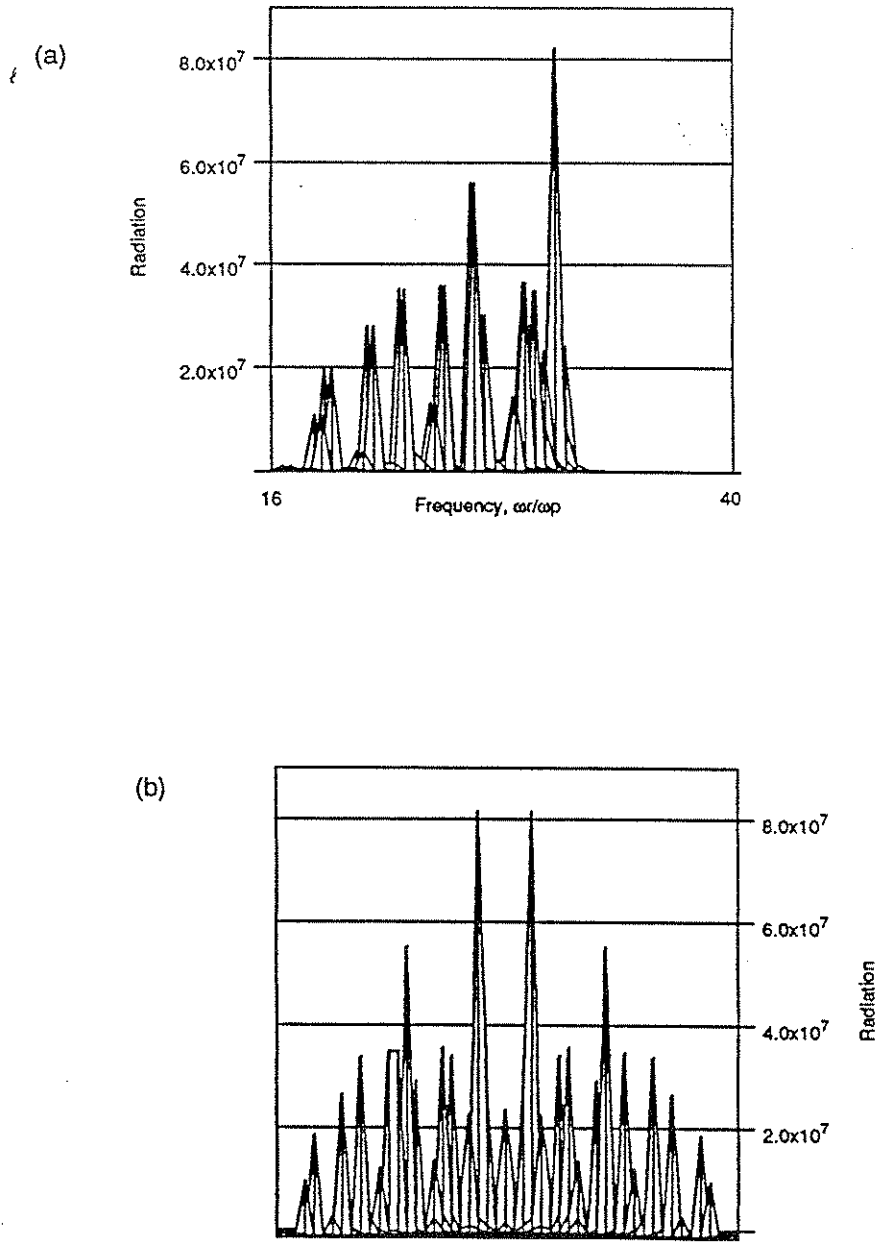 (a)
ℓ
8.0x10⁷
6.0x10⁷
4.0x10⁷
2.0x10⁷
Radiation
16
40
Frequency, ωr/ωp
(b)
8.0x10⁷
6.0x10⁷
4.0x10⁷
2.0x10⁷
Radiation